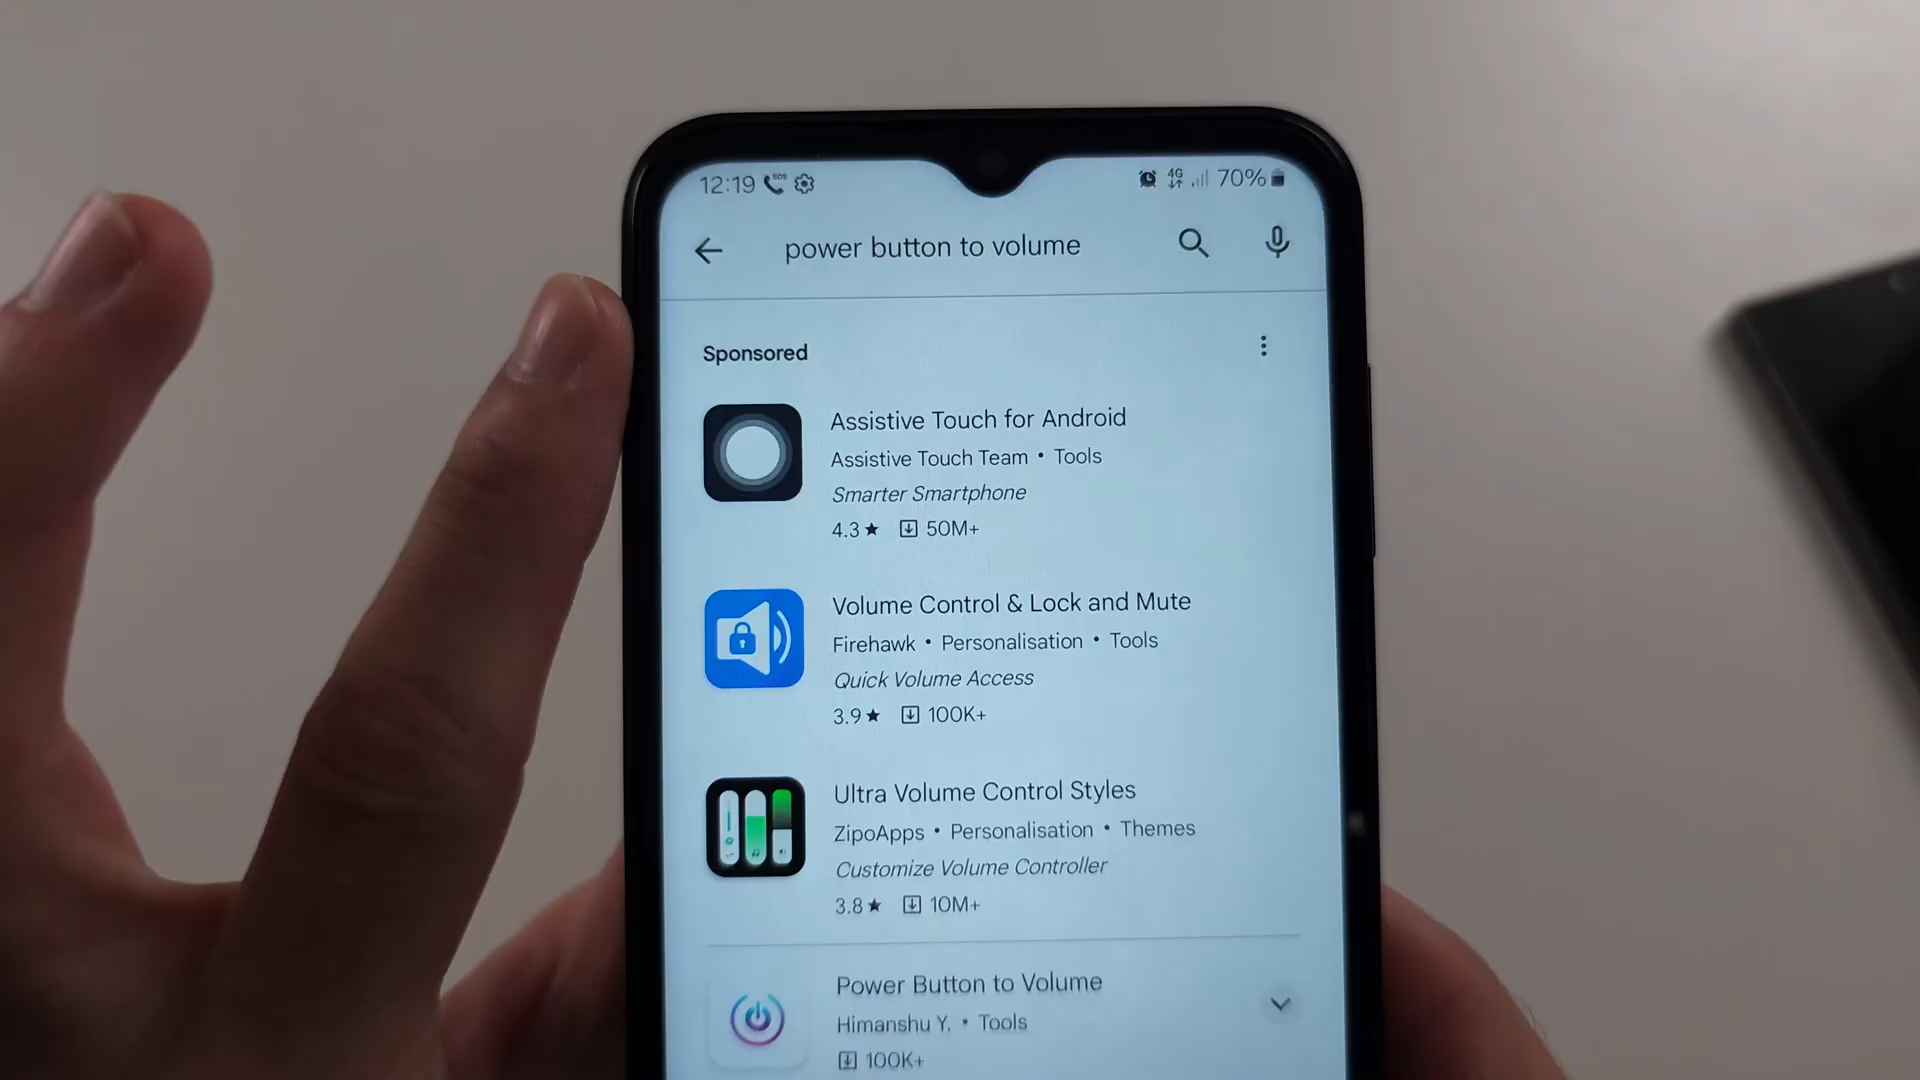 12:19 SOS 4G 70%
power button to volume
Sponsored
Assistive Touch for Android
Assistive Touch Team • Tools
Smarter Smartphone
4.3★ 50M+
Volume Control & Lock and Mute
Firehawk • Personalisation • Tools
Quick Volume Access
3.9★ 100K+
Ultra Volume Control Styles
ZipoApps • Personalisation • Themes
Customize Volume Controller
3.8★ 10M+
Power Button to Volume
Himanshu Y. • Tools
100K+